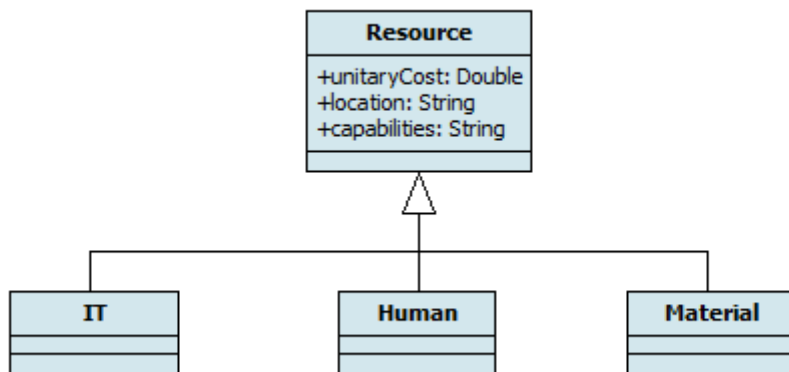 Resource
+unitaryCost: Double
+location: String
+capabilities: String
IT
Human
Material